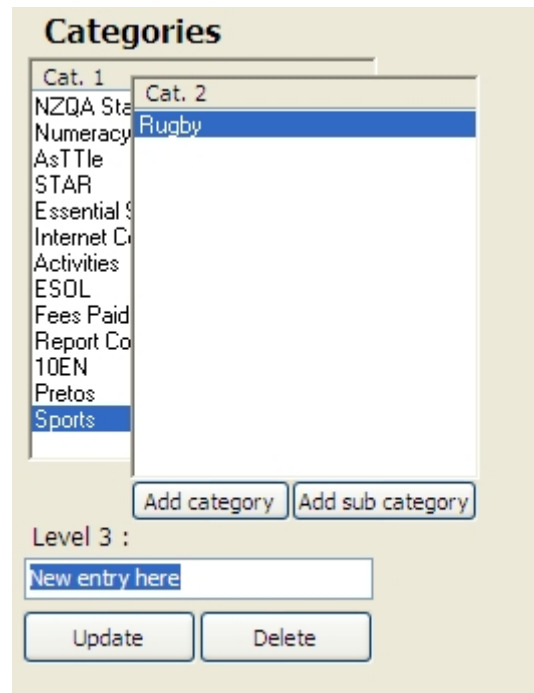 Categories
Cat. 1
NZQA Sta
Numeracy
AsTTle
STAR
Essential
Internet
Activities
ESOL
Fees Paid
Report Co
10EN
Pretos
Sports
Cat. 2
Rugby
Add category
Add sub category
Level 3 :
New entry here
Update
Delete